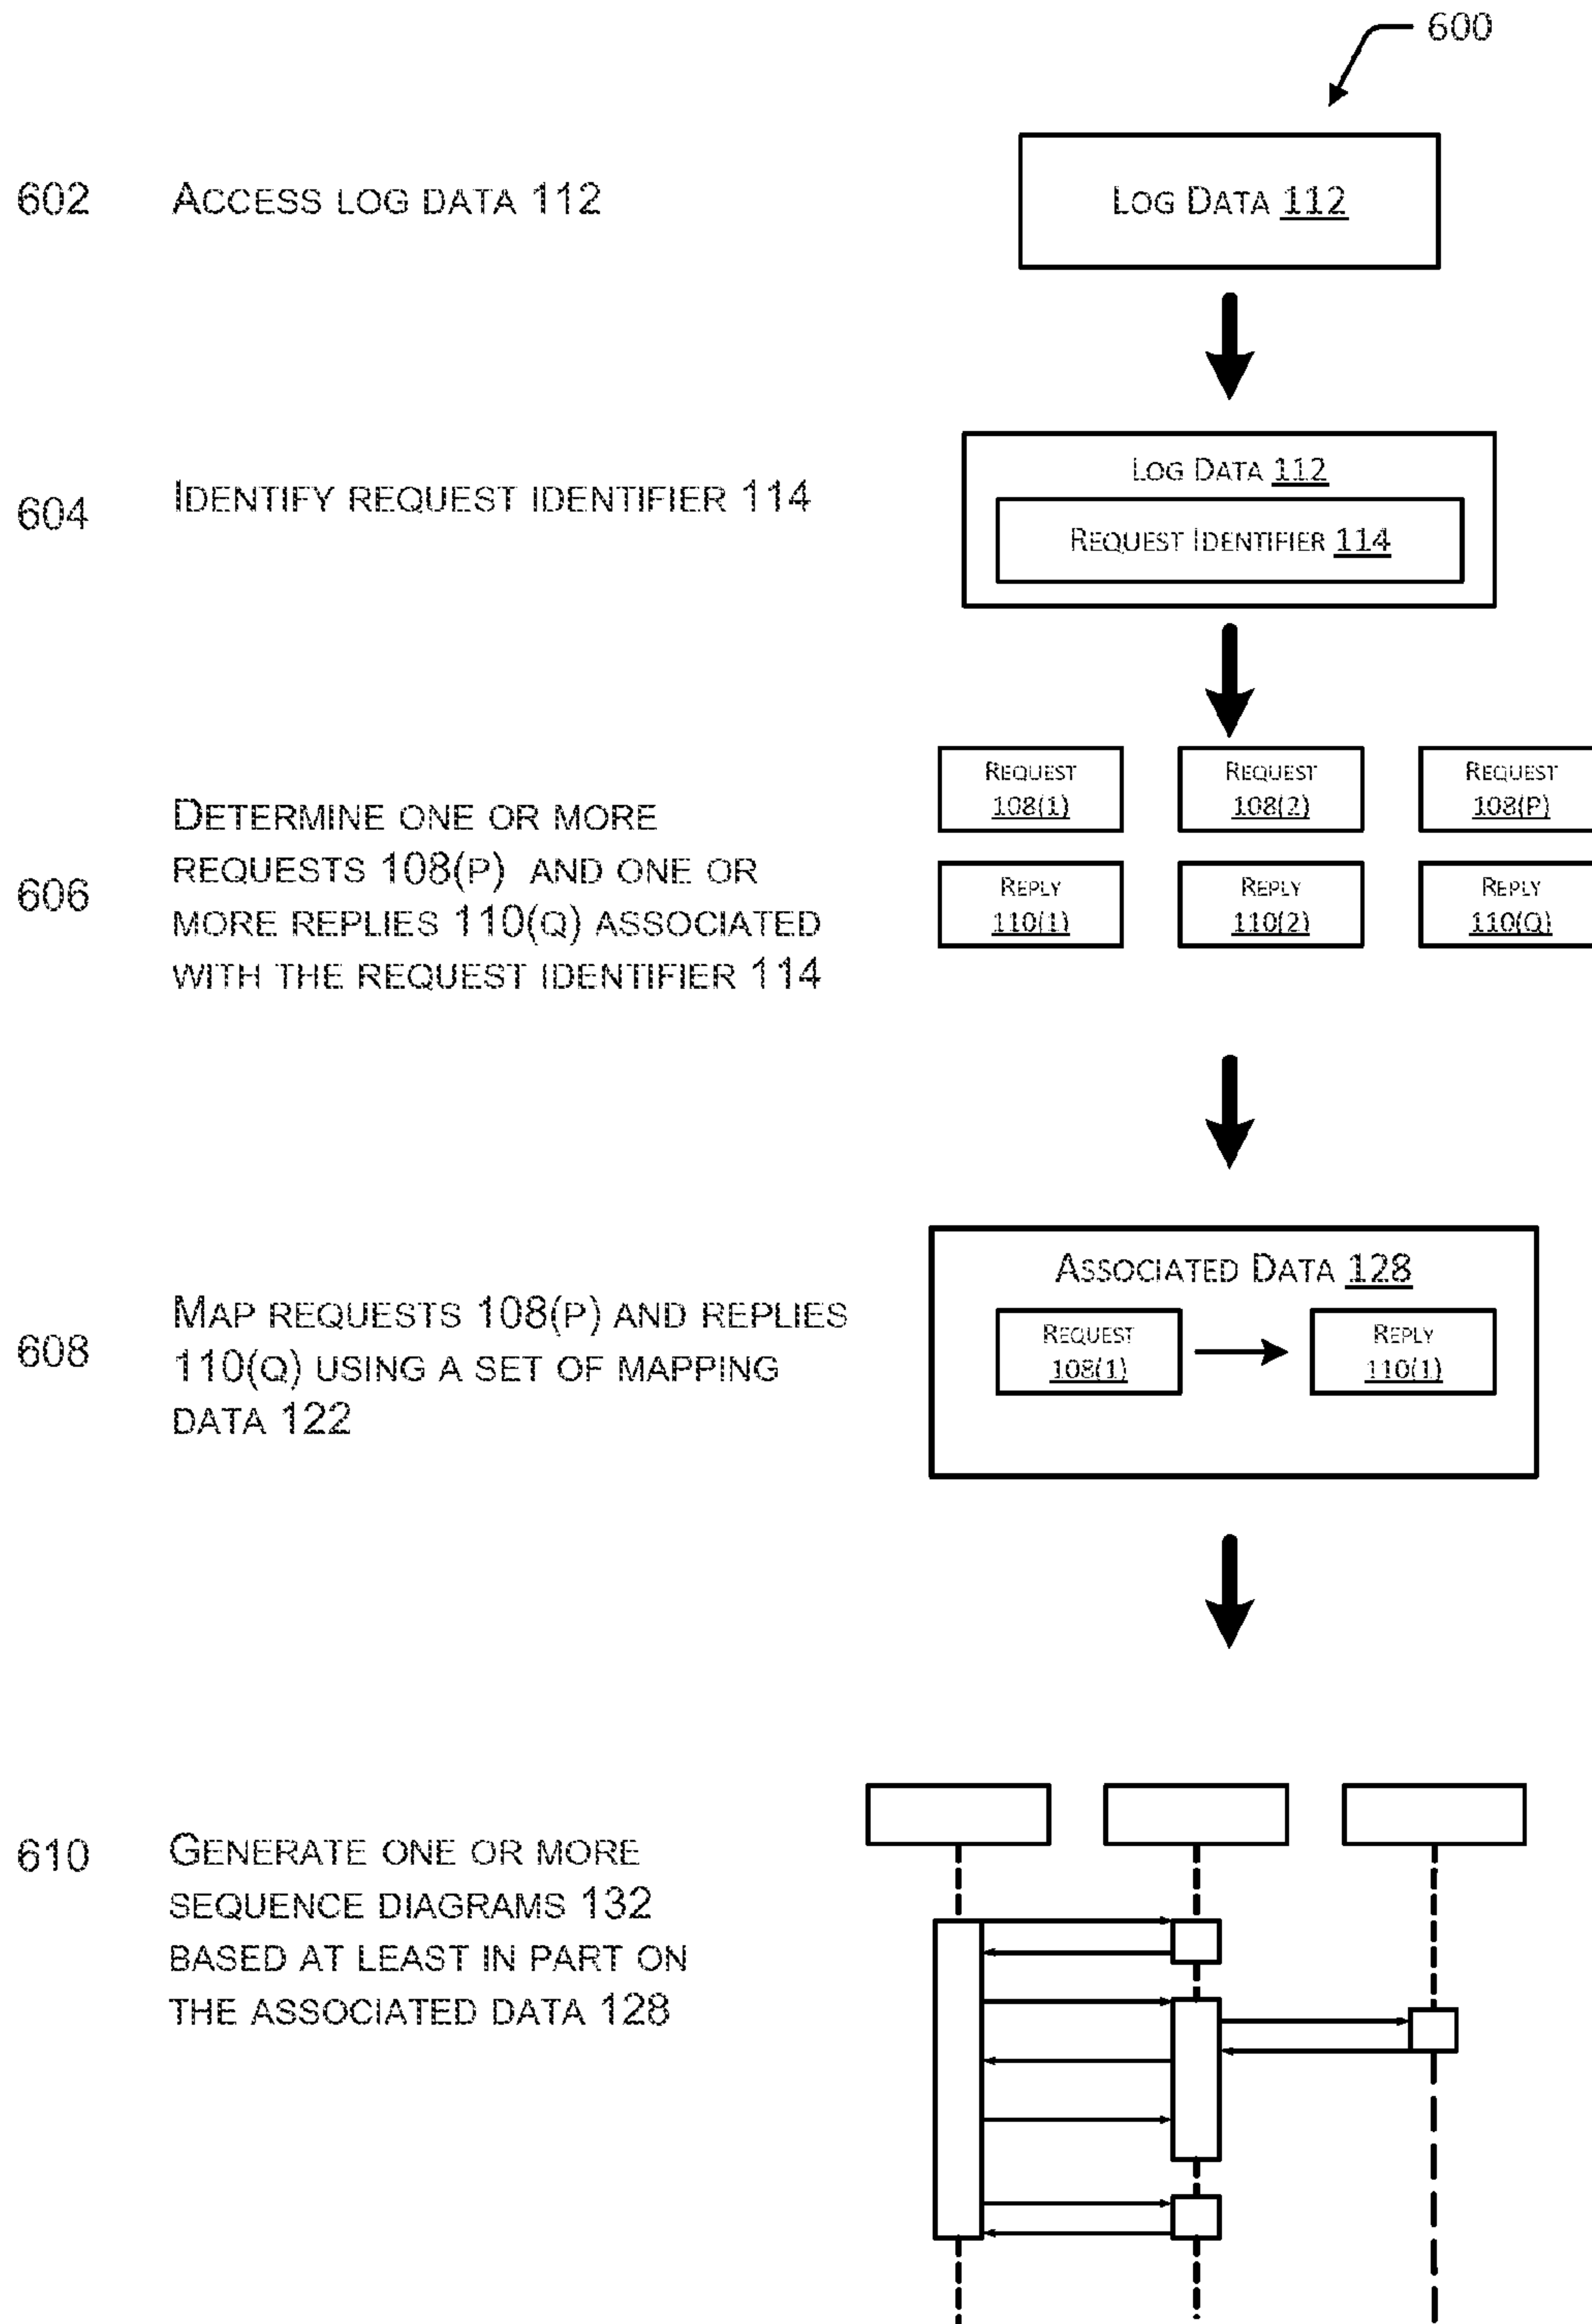 600
602 ACCESS LOG DATA 112
LOG DATA 112
604 IDENTIFY REQUEST IDENTIFIER 114
LOG DATA 112
REQUEST IDENTIFIER 114
606
DETERMINE ONE OR MORE
REQUESTS 108(P) AND ONE OR
MORE REPLIES 110(Q) ASSOCIATED
WITH THE REQUEST IDENTIFIER 114
REQUEST
108(1)
REQUEST
108(2)
REQUEST
108(P)
REPLY
110(1)
REPLY
110(2)
REPLY
110(Q)
608
MAP REQUESTS 108(P) AND REPLIES
110(Q) USING A SET OF MAPPING
DATA 122
ASSOCIATED DATA 128
REQUEST
108(1)
REPLY
110(1)
610 GENERATE ONE OR MORE
SEQUENCE DIAGRAMS 132
BASED AT LEAST IN PART ON
THE ASSOCIATED DATA 128